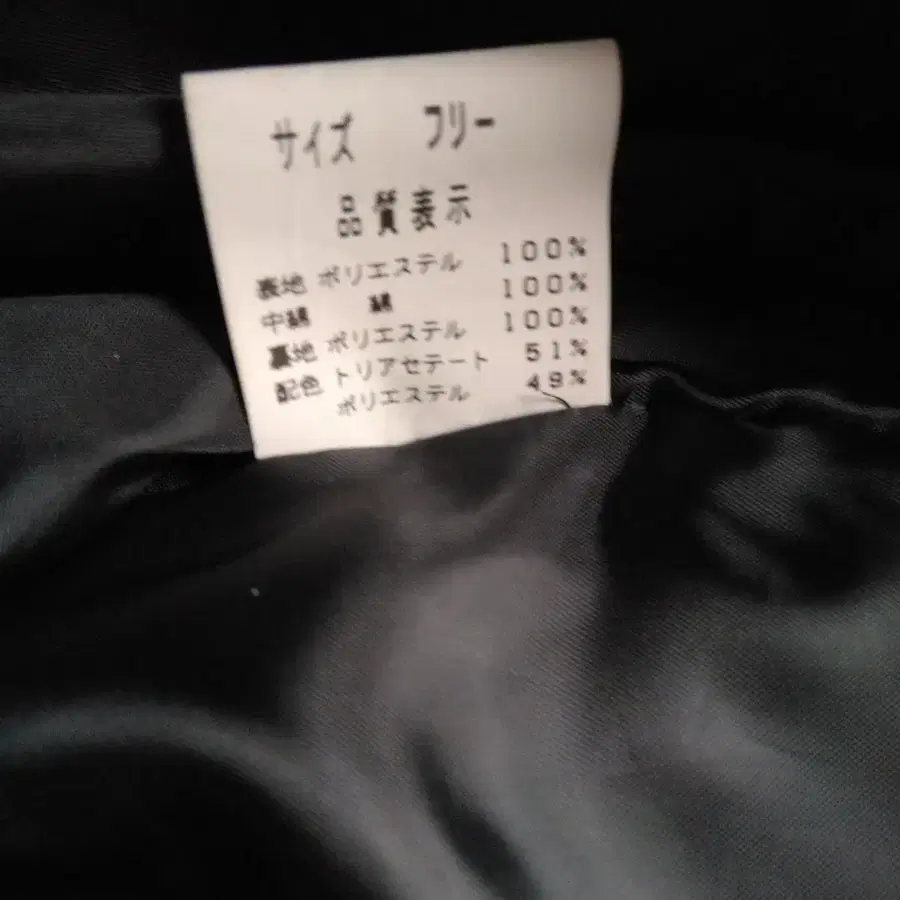 サイズ フリー
品質表示
表地 ポリエステル 100%
中綿 綿 100%
裏地 ポリエステル 100%
配色 トリアセテート 51%
ポリエステル 49%